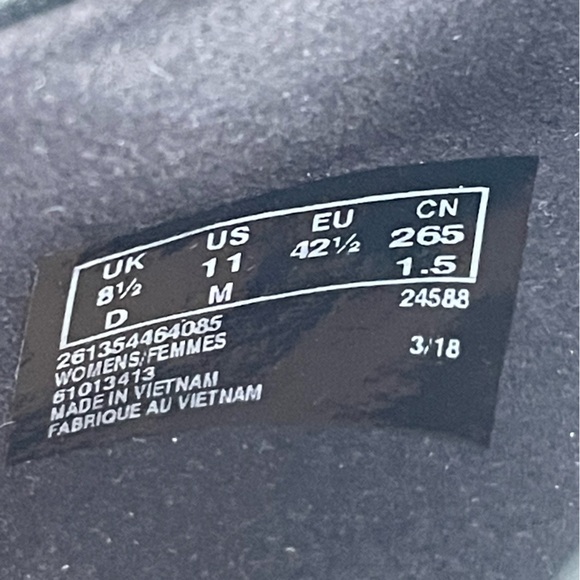 UK US EU CN
8½ 11 42½ 265
D M 1.5
261354464085 24588
WOMENS/FEMMES
61013413 3/18
MADE IN VIETNAM
FABRIQUE AU VIETNAM